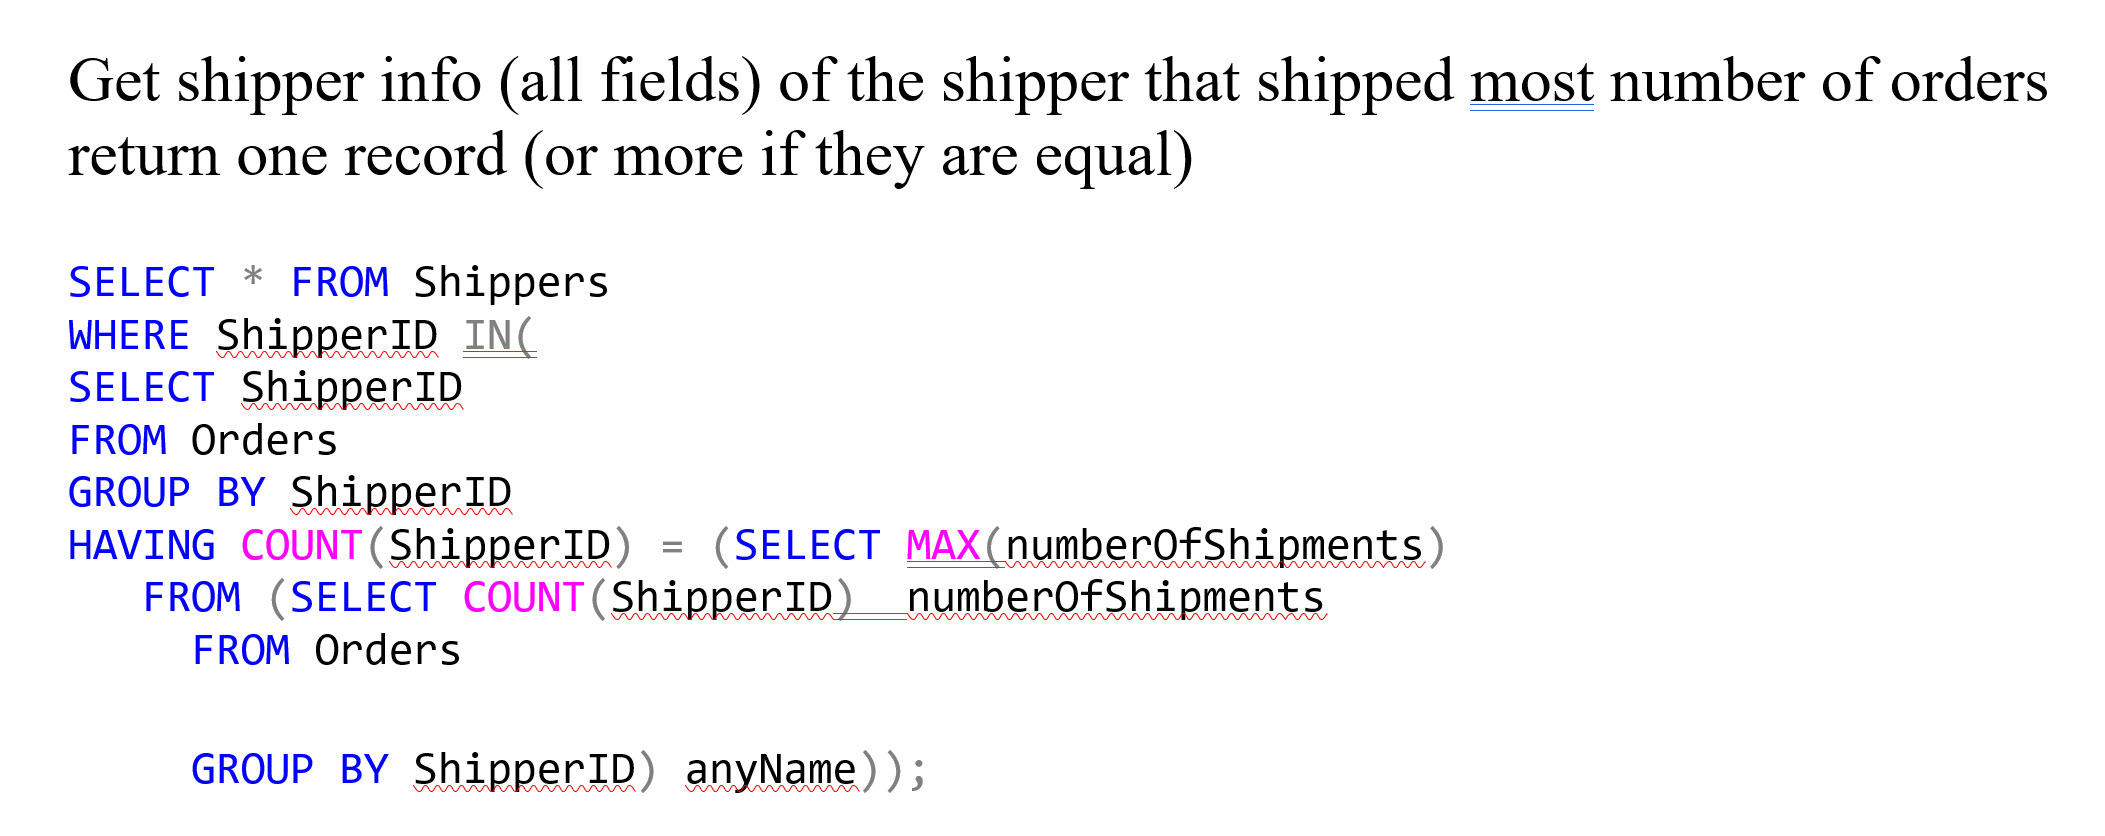 Get shipper info (all fields) of the shipper that shipped most number of orders
return one record (or more if they are equal)
SELECT * FROM Shippers
WHERE ShipperID IN(
SELECT ShipperID
FROM Orders
GROUP BY ShipperID
HAVING COUNT(ShipperID) = (SELECT MAX(numberOfShipments)
FROM (SELECT COUNT(ShipperID)  numberOfShipments
FROM Orders
GROUP BY ShipperID) anyName));